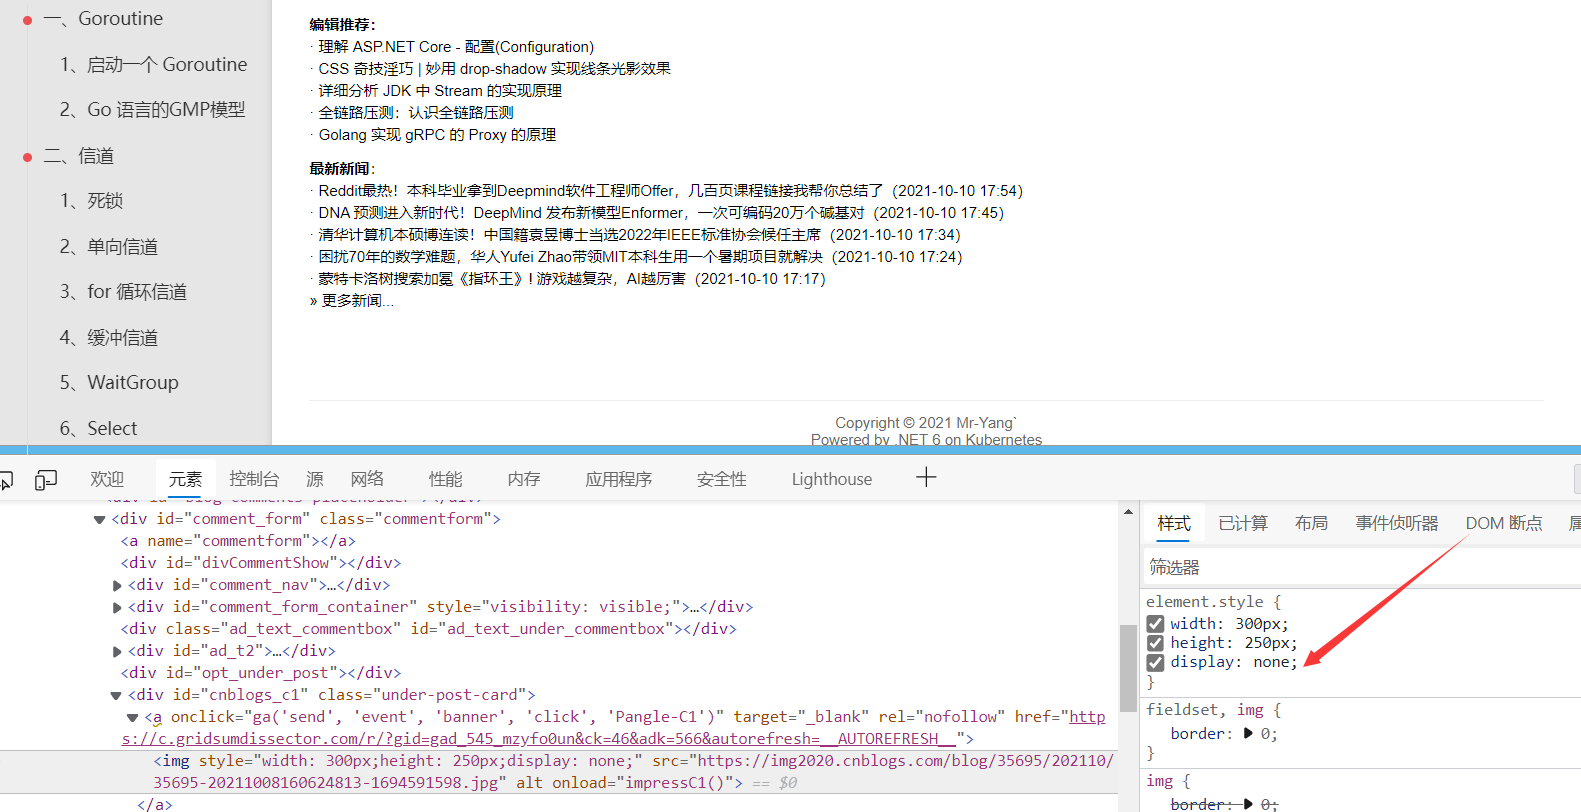 一、Goroutine
1、启动一个 Goroutine
2、Go 语言的GMP模型
二、信道
1、死锁
2、单向信道
3、for 循环信道
4、缓冲信道
5、WaitGroup
6、Select
编辑推荐：
· 理解 ASP.NET Core - 配置(Configuration)
· CSS 奇技淫巧 | 妙用 drop-shadow 实现线条光影效果
· 详细分析 JDK 中 Stream 的实现原理
· 全链路压测：认识全链路压测
· Golang 实现 gRPC 的 Proxy 的原理
最新新闻：
· Reddit最热！本科毕业拿到Deepmind软件工程师Offer，几百页课程链接我帮你总结了（2021-10-10 17:54）
· DNA 预测进入新时代！DeepMind 发布新模型Enformer，一次可编码20万个碱基对（2021-10-10 17:45）
· 清华计算机本硕博连读！中国籍袁昱博士当选2022年IEEE标准协会候任主席（2021-10-10 17:34）
· 困扰70年的数学难题，华人Yufei Zhao带领MIT本科生用一个暑期项目就解决（2021-10-10 17:24）
· 蒙特卡洛树搜索加冕《指环王》! 游戏越复杂，AI越厉害（2021-10-10 17:17）
» 更多新闻...
Copyright © 2021 Mr-Yang`
Powered by .NET 6 on Kubernetes
欢迎 元素 控制台 源 网络 性能 内存 应用程序 安全性 Lighthouse
<div id="blog-comments-placeholder"></div>
<div id="comment_form" class="commentform">
<a name="commentform"></a>
<div id="divCommentShow"></div>
<div id="comment_nav">…</div>
<div id="comment_form_container" style="visibility: visible;">…</div>
<div class="ad_text_commentbox" id="ad_text_under_commentbox"></div>
<div id="ad_t2">…</div>
<div id="opt_under_post"></div>
<div id="cnblogs_c1" class="under-post-card">
<a onclick="ga('send', 'event', 'banner', 'click', 'Pangle-C1')" target="_blank" rel="nofollow" href="http
s://c.gridsumdissector.com/r/?gid=gad_545_mzyfo0un&ck=46&adk=566&autorefresh=__AUTOREFRESH__">
<img style="width: 300px;height: 250px;display: none;" src="https://img2020.cnblogs.com/blog/35695/202110/
35695-20211008160624813-1694591598.jpg" alt onload="impressC1()"> == $0
</a>
样式 已计算 布局 事件侦听器 DOM 断点
筛选器
element.style {
width: 300px;
height: 250px;
display: none;
}
fieldset, img {
border: 0;
}
img {
border: 0;